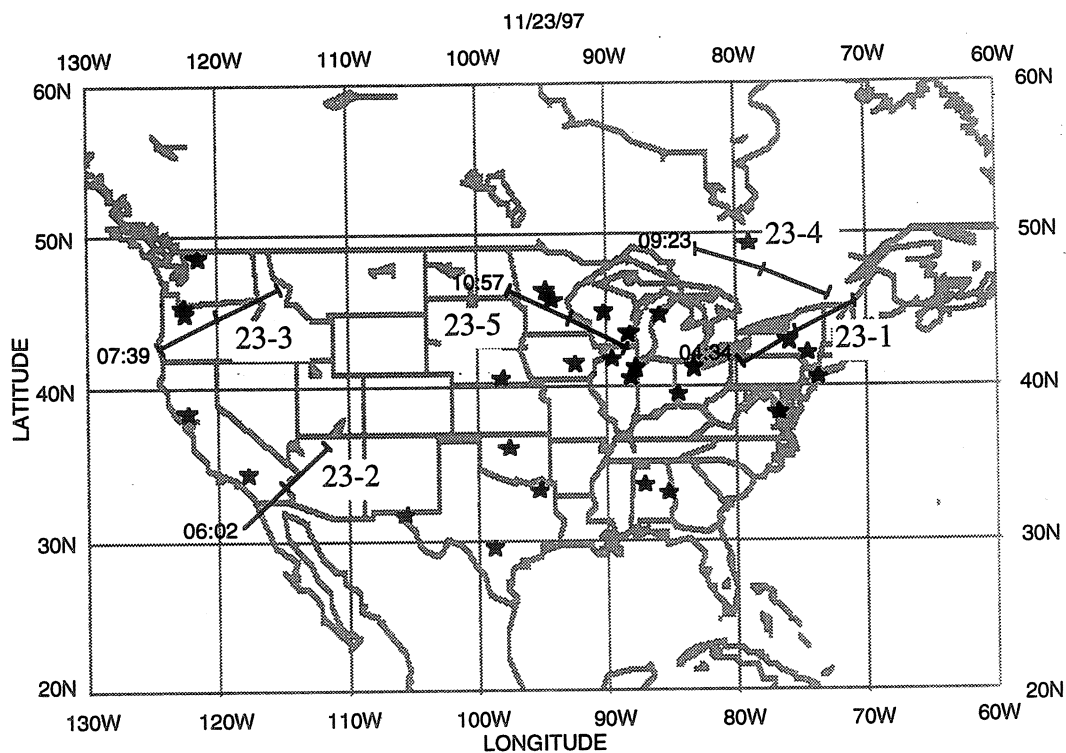 11/23/97
130W 120W 110W 100W 90W 80W 70W 60W
60N 60N
50N 50N
09:23 23-4
10:57
23-3 23-5 23-1
07:39 04:34
40N 40N
LATITUDE
23-2
06:02
30N 30N
20N 20N
130W 120W 110W 100W 90W 80W 70W 60W
LONGITUDE